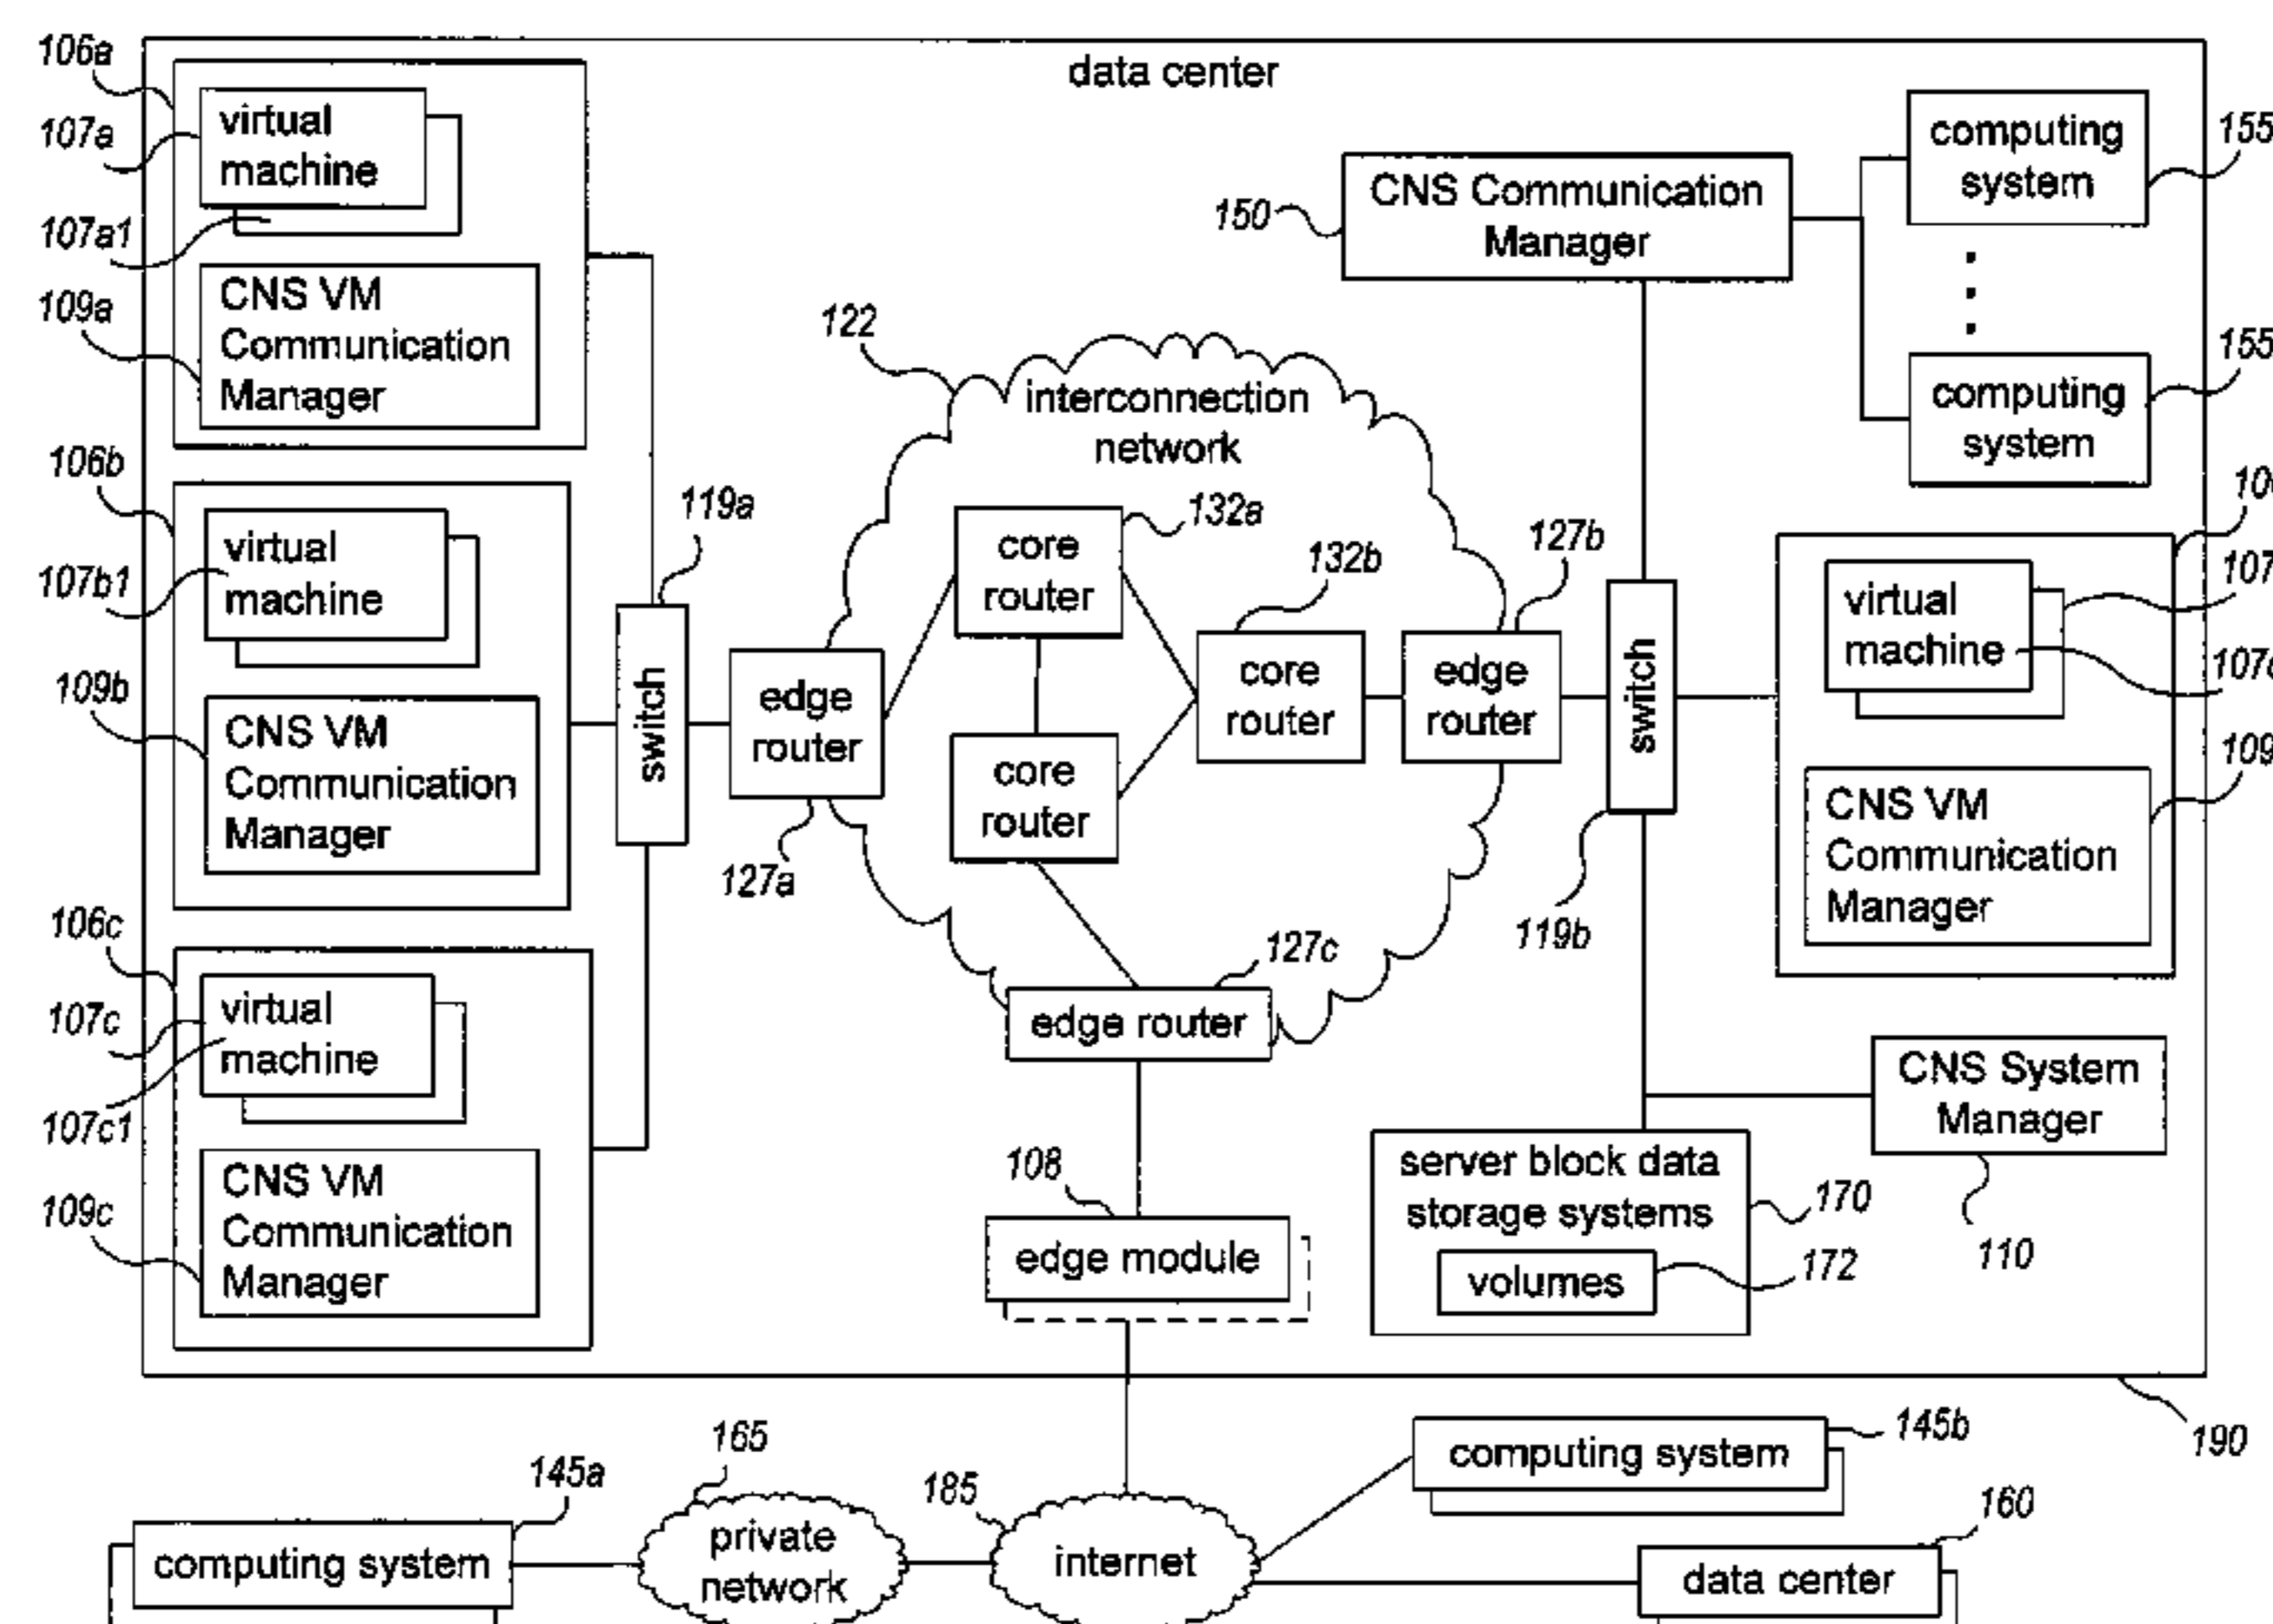 data center
106a
virtual
machine
107a
107a1
CNS VM
Communication
Manager
109a
106b
virtual
machine
107b1
CNS VM
Communication
Manager
109b
106c
virtual
machine
107c
107c1
CNS VM
Communication
Manager
109c
119a
switch
122
interconnection
network
edge
router
127a
core
router
132a
core
router
132b
core
router
edge
router
127b
switch
119b
edge router
127c
108
edge module
150
CNS Communication
Manager
computing
system
155
computing
system
155
virtual
machine
107
CNS VM
Communication
Manager
109
CNS System
Manager
110
server block data
storage systems
170
volumes
172
190
145a
computing system
165
private
network
185
internet
145b
computing system
160
data center